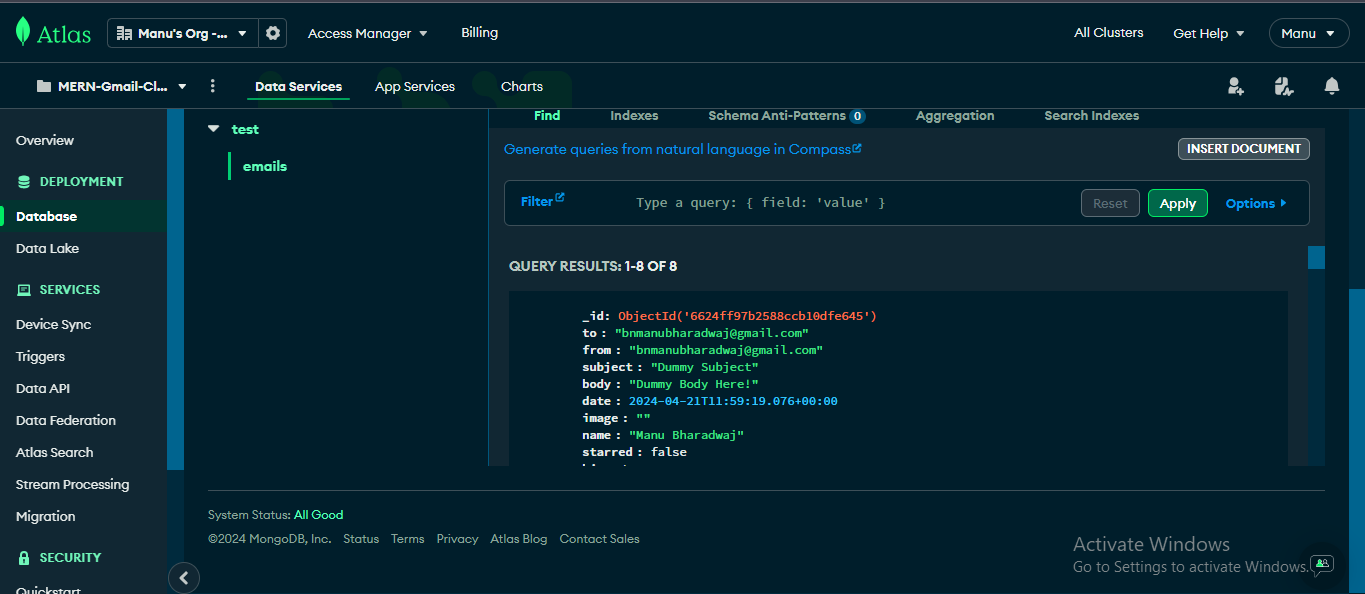 Atlas
Manu's Org -...
Access Manager
Billing
All Clusters
Get Help
Manu
MERN-Gmail-Cl...
Data Services
App Services
Charts
Overview
DEPLOYMENT
Database
Data Lake
SERVICES
Device Sync
Triggers
Data API
Data Federation
Atlas Search
Stream Processing
Migration
SECURITY
Quickstart
test
emails
Find
Indexes
Schema Anti-Patterns 0
Aggregation
Search Indexes
Generate queries from natural language in Compass
INSERT DOCUMENT
Filter
Type a query: { field: 'value' }
Reset
Apply
Options
QUERY RESULTS: 1-8 OF 8
_id: ObjectId('6624ff97b2588ccb10dfe645')
to : "bnmanubharadwaj@gmail.com"
from : "bnmanubharadwaj@gmail.com"
subject : "Dummy Subject"
body : "Dummy Body Here!"
date : 2024-04-21T11:59:19.076+00:00
image : ""
name : "Manu Bharadwaj"
starred : false
System Status: All Good
©2024 MongoDB, Inc. Status Terms Privacy Atlas Blog Contact Sales
Activate Windows
Go to Settings to activate Windows.